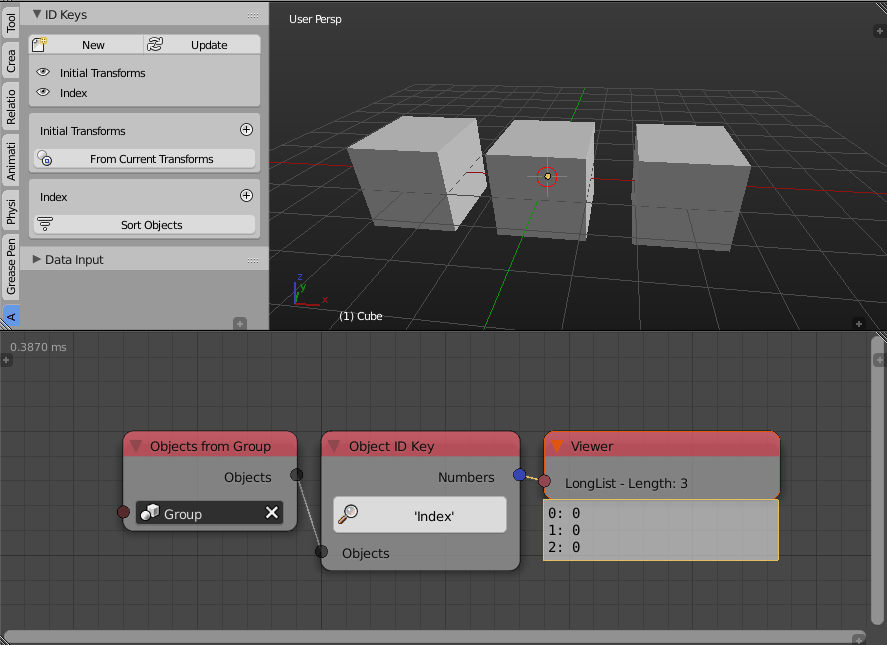 Tool
Crea
Relatio
Animati
Physi
Grease Pen
A
ID Keys
New
Update
Initial Transforms
Index
Initial Transforms
From Current Transforms
Index
Sort Objects
Data Input
User Persp
z
y
x
(1) Cube
0.3870 ms
Objects from Group
Objects
Group
Object ID Key
Numbers
'Index'
Objects
Viewer
LongList - Length: 3
0: 0
1: 0
2: 0